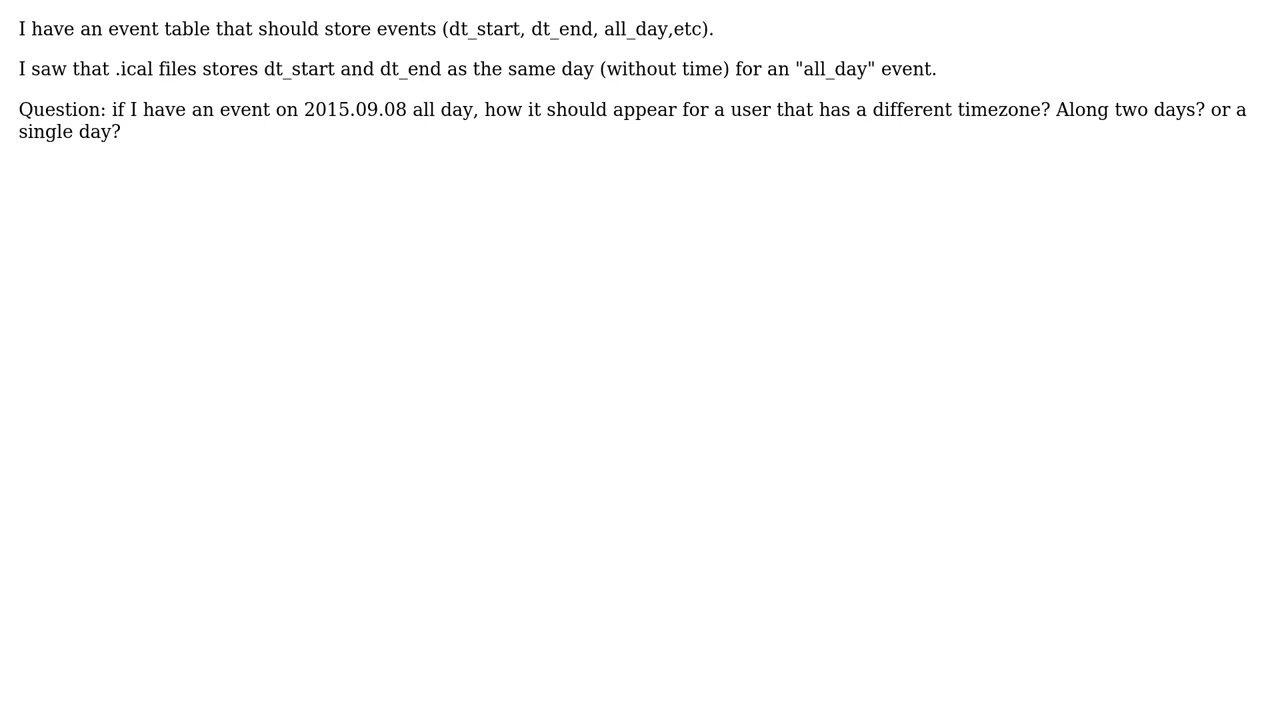 I have an event table that should store events (dt_start, dt_end, all_day,etc).
I saw that .ical files stores dt_start and dt_end as the same day (without time) for an "all_day" event.
Question: if I have an event on 2015.09.08 all day, how it should appear for a user that has a different timezone? Along two days? or a
single day?